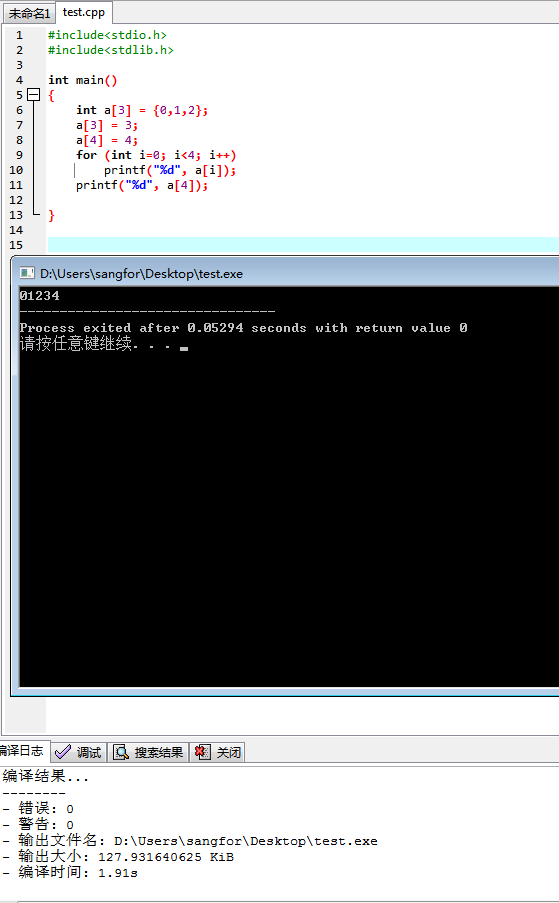 未命名1 test.cpp
1 #include<stdio.h>
2 #include<stdlib.h>
3
4 int main()
5 {
6 int a[3] = {0,1,2};
7 a[3] = 3;
8 a[4] = 4;
9 for (int i=0; i<4; i++)
10 printf("%d", a[i]);
11 printf("%d", a[4]);
12
13 }
14
15
D:\Users\sangfor\Desktop\test.exe
01234
--------------------------------
Process exited after 0.05294 seconds with return value 0
请按任意键继续. . .
编译日志 调试 搜索结果 关闭
编译结果...
--------
- 错误: 0
- 警告: 0
- 输出文件名: D:\Users\sangfor\Desktop\test.exe
- 输出大小: 127.931640625 KiB
- 编译时间: 1.91s